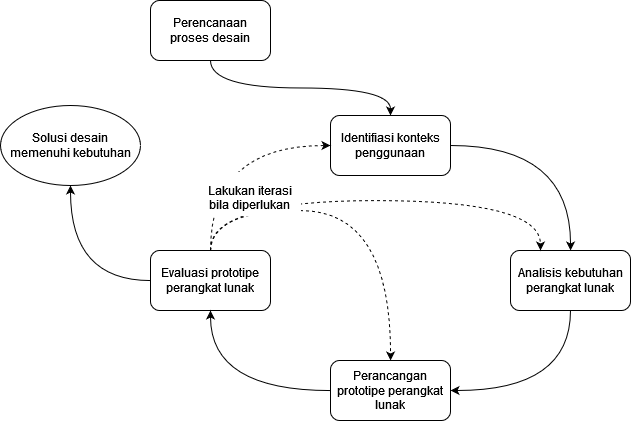 Perencanaan
proses desain
Solusi desain
memenuhi kebutuhan
Identifiasi konteks
penggunaan
Lakukan iterasi
bila diperlukan
Evaluasi prototipe
perangkat lunak
Analisis kebutuhan
perangkat lunak
Perancangan
prototipe perangkat
lunak